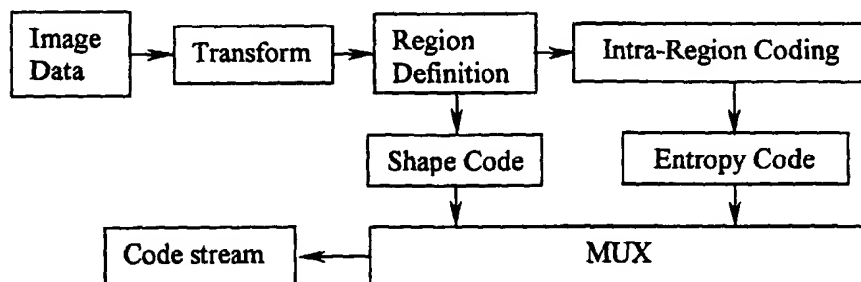 Image
Data
Transform
Region
Definition
Intra-Region Coding
Shape Code
Entropy Code
Code stream
MUX